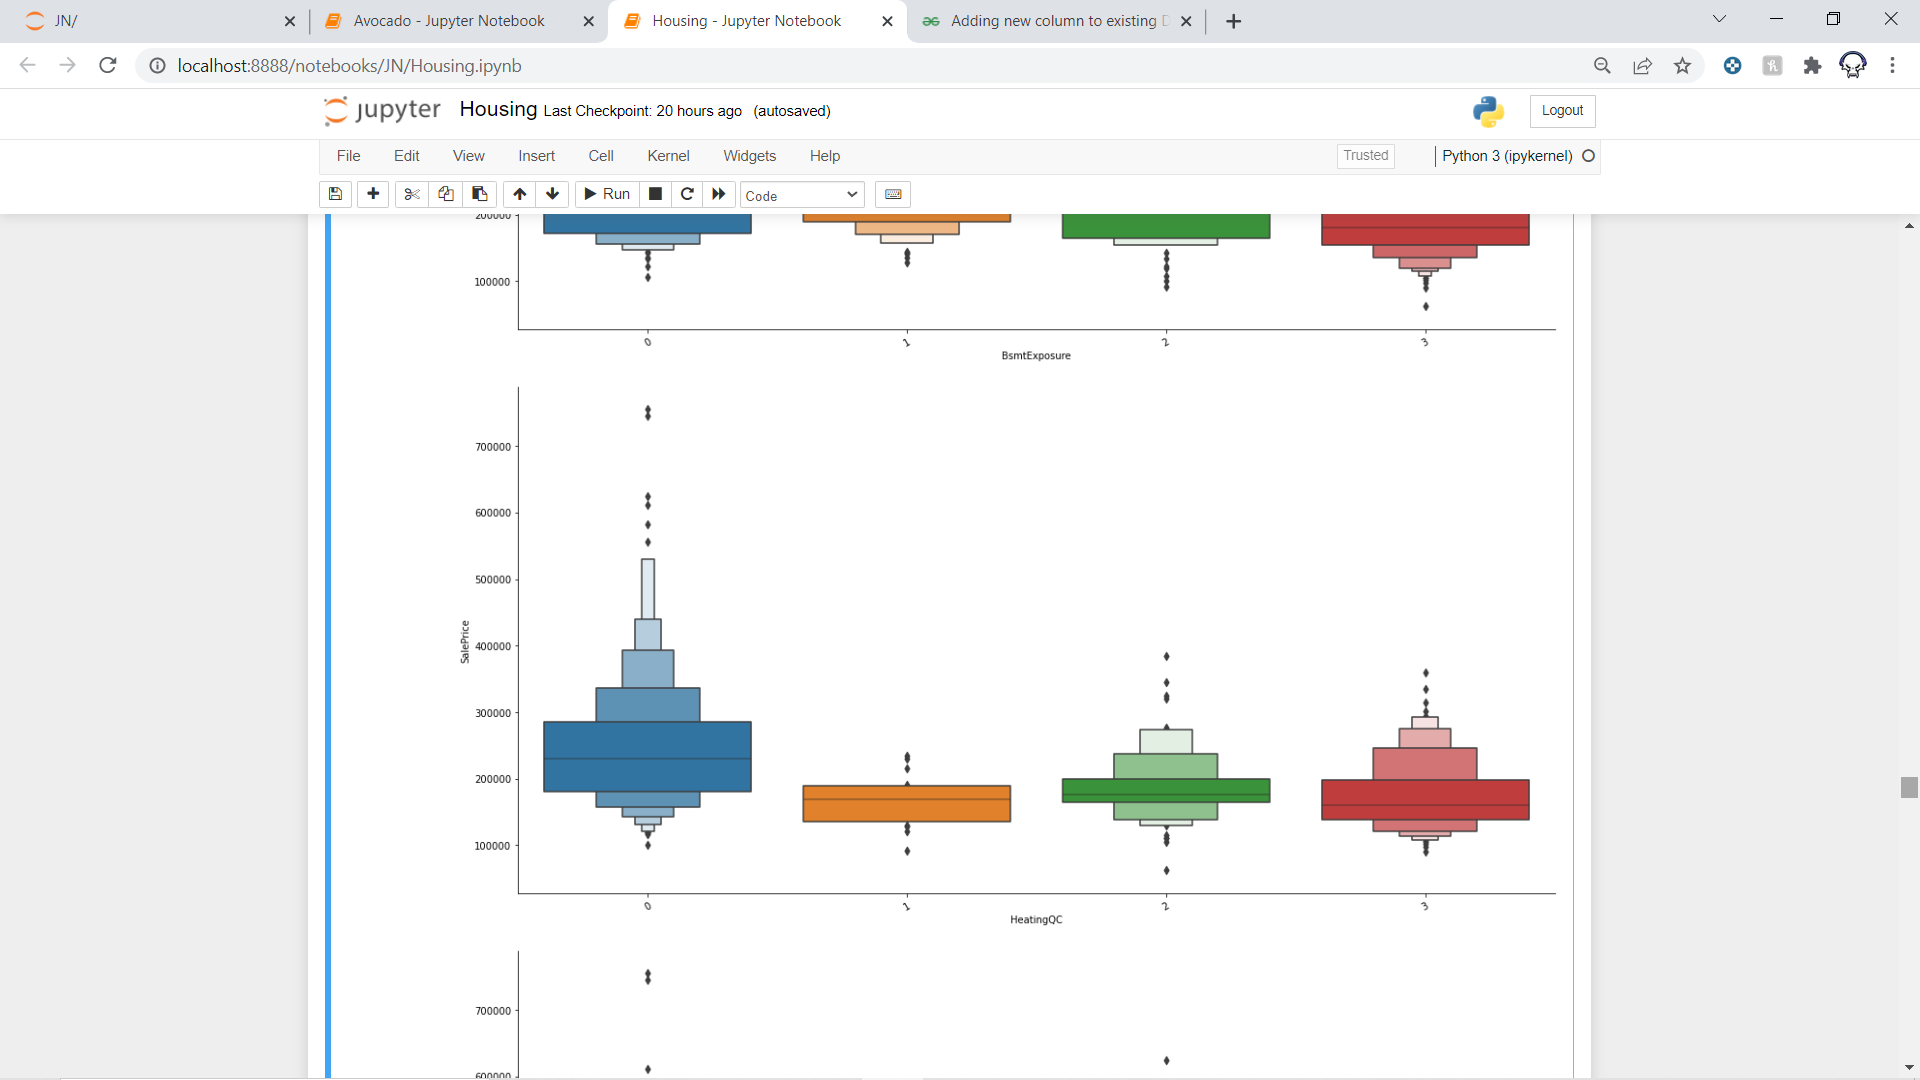 JN/
Avocado - Jupyter Notebook
Housing - Jupyter Notebook
Adding new column to existing D
localhost:8888/notebooks/JN/Housing.ipynb
jupyter Housing Last Checkpoint: 20 hours ago (autosaved)
Logout
File Edit View Insert Cell Kernel Widgets Help
Trusted
Python 3 (ipykernel)
Run
Code
200000
100000
0 1 2 3
BsmtExposure
700000
600000
500000
400000
300000
200000
100000
SalePrice
0 1 2 3
HeatingQC
700000
600000